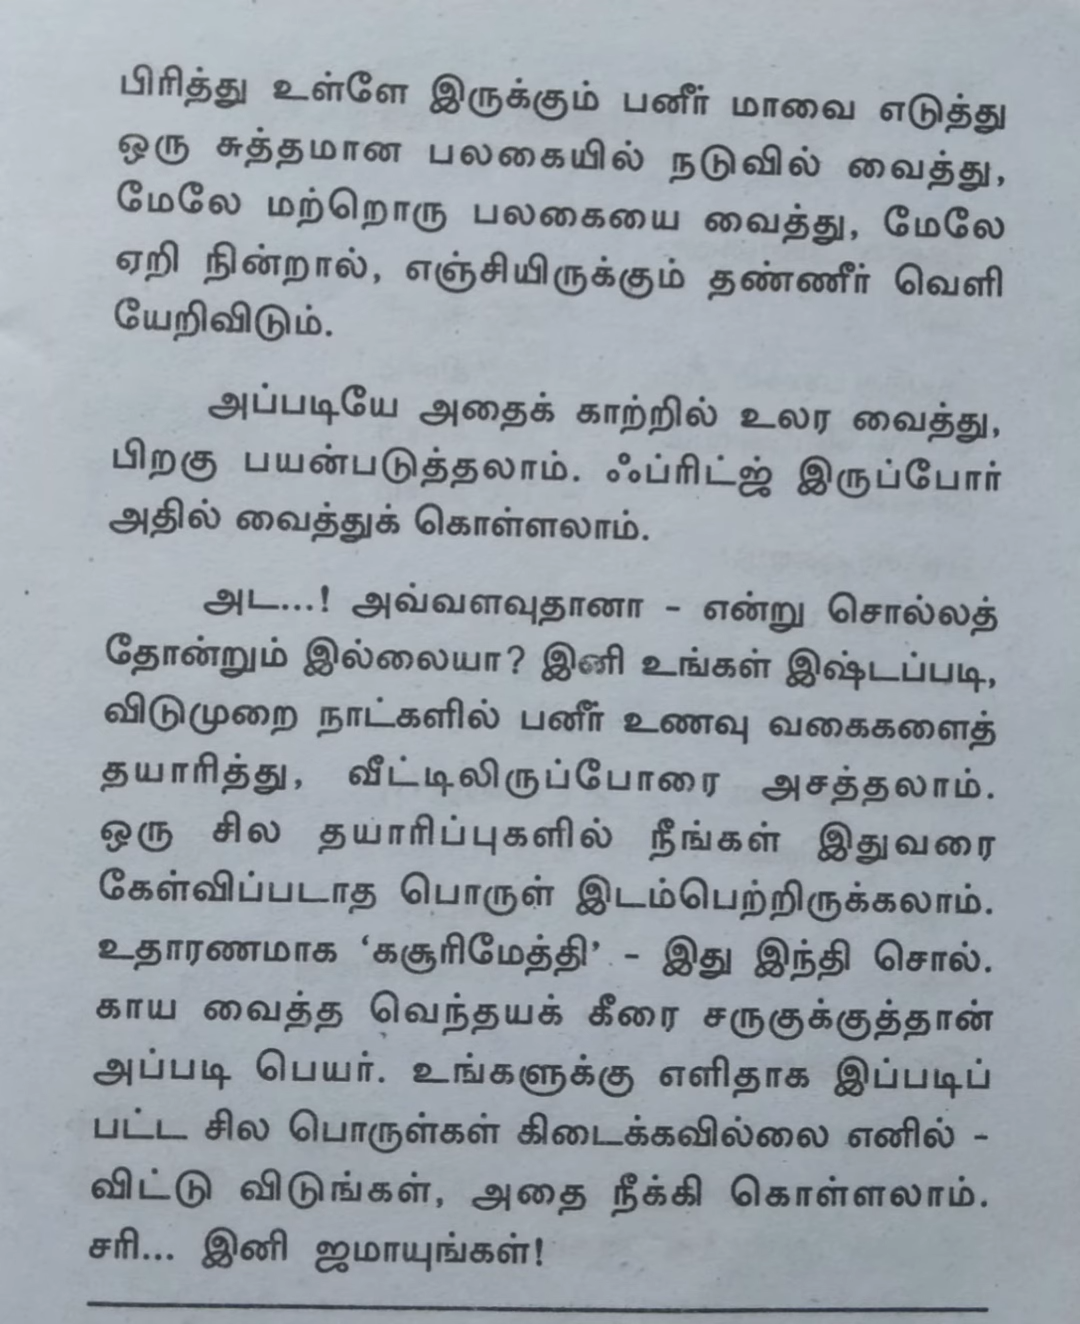 பிரித்து உள்ளே இருக்கும் பனீர் மாவை எடுத்து
ஒரு சுத்தமான பலகையில் நடுவில் வைத்து,
மேலே மற்றொரு பலகையை வைத்து, மேலே
ஏறி நின்றால், எஞ்சியிருக்கும் தண்ணீர் வெளி
யேறிவிடும்.
அப்படியே அதைக் காற்றில் உலர வைத்து,
பிறகு பயன்படுத்தலாம். ஃப்ரிட்ஜ் இருப்போர்
அதில் வைத்துக் கொள்ளலாம்.
அட...! அவ்வளவுதானா - என்று சொல்லத்
தோன்றும் இல்லையா? இனி உங்கள் இஷ்டப்படி,
விடுமுறை நாட்களில் பனீர் உணவு வகைகளைத்
தயாரித்து, வீட்டிலிருப்போரை அசத்தலாம்.
ஒரு சில தயாரிப்புகளில் நீங்கள் இதுவரை
கேள்விப்படாத பொருள் இடம்பெற்றிருக்கலாம்.
உதாரணமாக ‘கசூரிமேத்தி’ - இது இந்தி சொல்.
காய வைத்த வெந்தயக் கீரை சருகுக்குத்தான்
அப்படி பெயர். உங்களுக்கு எளிதாக இப்படிப்
பட்ட சில பொருள்கள் கிடைக்கவில்லை எனில் -
விட்டு விடுங்கள், அதை நீக்கி கொள்ளலாம்.
சரி... இனி ஜமாயுங்கள்!